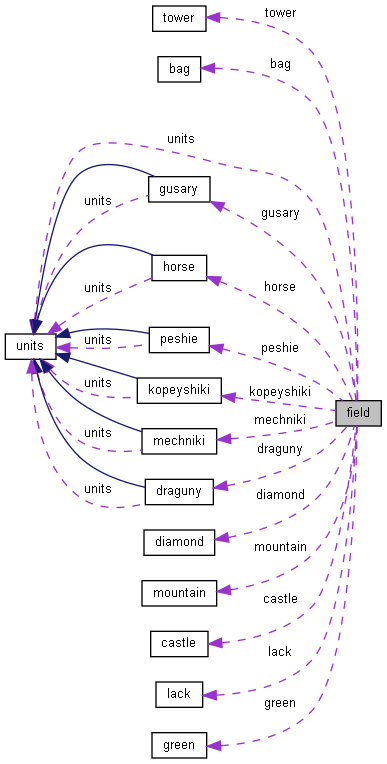 tower
tower
bag
bag
units
gusary
units
gusary
horse
units
horse
peshie
units
peshie
units
kopeyshiki
units
kopeyshiki
field
mechniki
units
mechniki
draguny
draguny
units
diamond
diamond
mountain
mountain
castle
castle
lack
lack
green
green